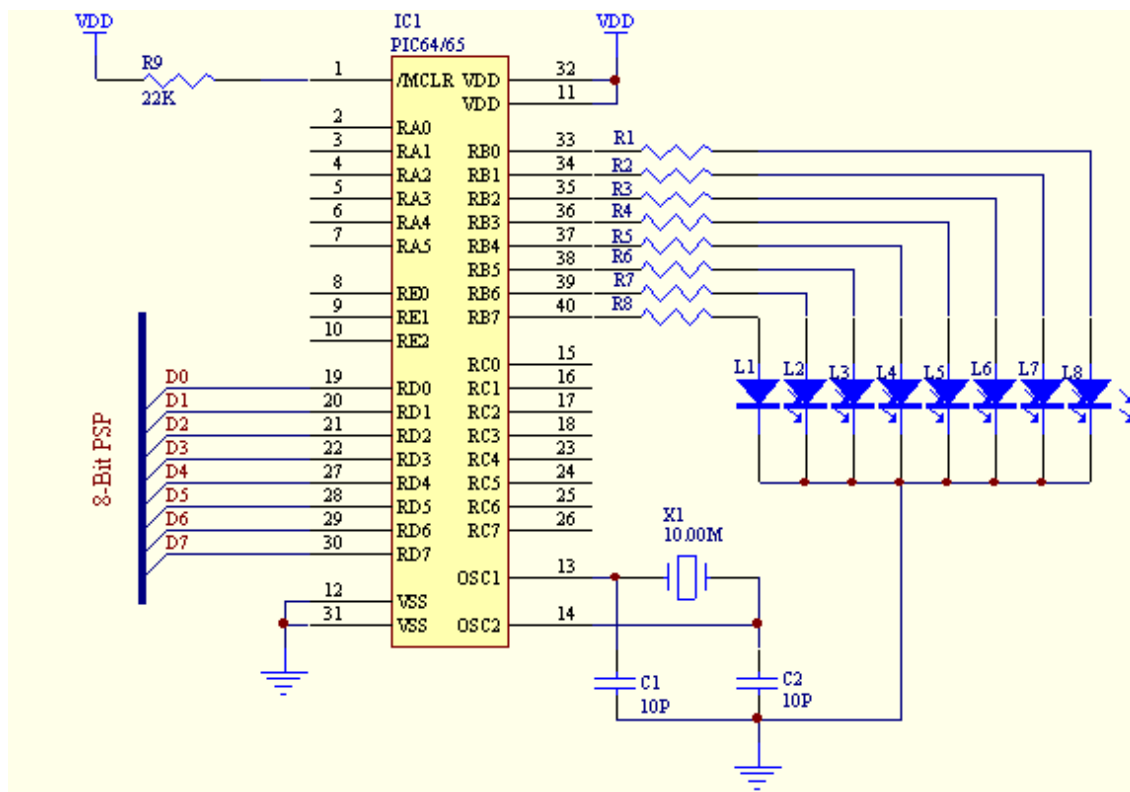 VDD
IC1
PIC64/65
VDD
R9
22K
1
/MCLR
VDD
32
VDD
11
2
RA0
3
RA1
4
RA2
5
RA3
6
RA4
7
RA5
RB0
33
R1
RB1
34
R2
RB2
35
R3
RB3
36
R4
RB4
37
R5
RB5
38
R6
RB6
39
R7
RB7
40
R8
8
RE0
9
RE1
10
RE2
RC0
15
RC1
16
RC2
17
RC3
18
RC4
23
RC5
24
RC6
25
RC7
26
L1
L2
L3
L4
L5
L6
L7
L8
8-Bit PSP
D0
19
RD0
D1
20
RD1
D2
21
RD2
D3
22
RD3
D4
27
RD4
D5
28
RD5
D6
29
RD6
D7
30
RD7
X1
10.00M
OSC1
13
12
VSS
31
VSS
OSC2
14
C1
10P
C2
10P